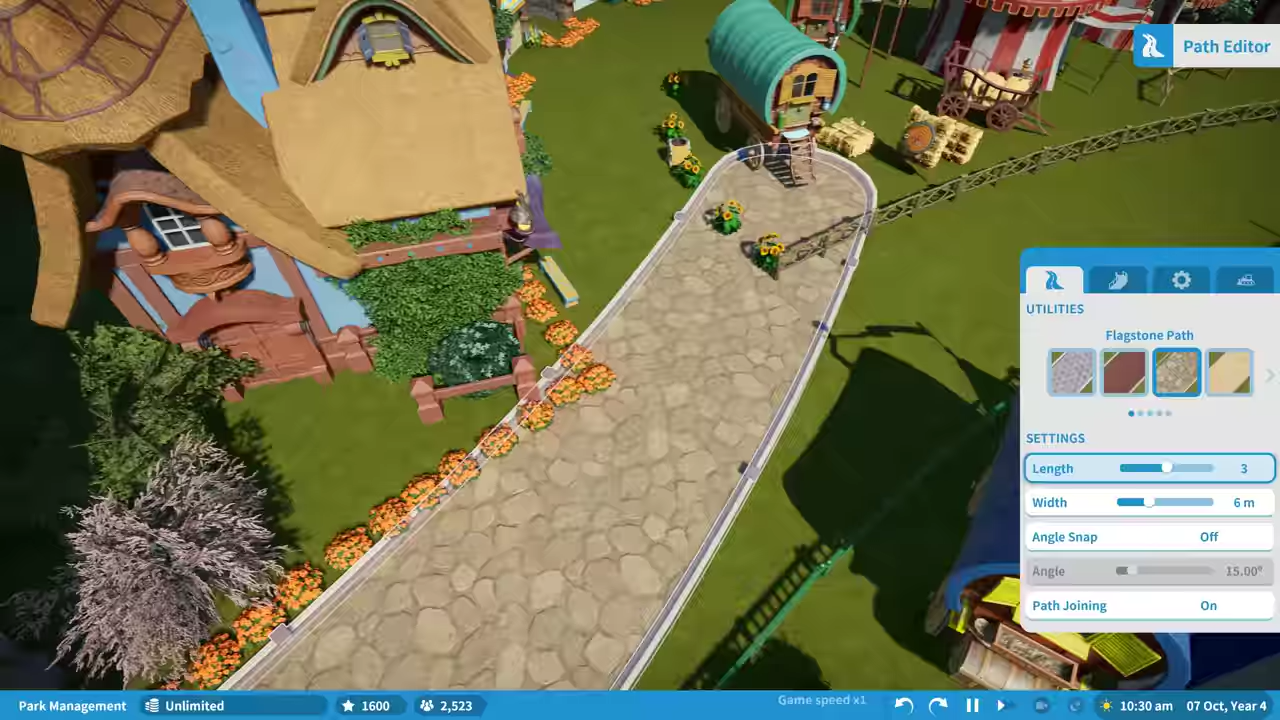 Path Editor
UTILITIES
Flagstone Path
SETTINGS
Length 3
Width 6 m
Angle Snap Off
Angle 15.00°
Path Joining On
Park Management Unlimited 1600 2,523 Game speed x1 10:30 am 07 Oct, Year 4